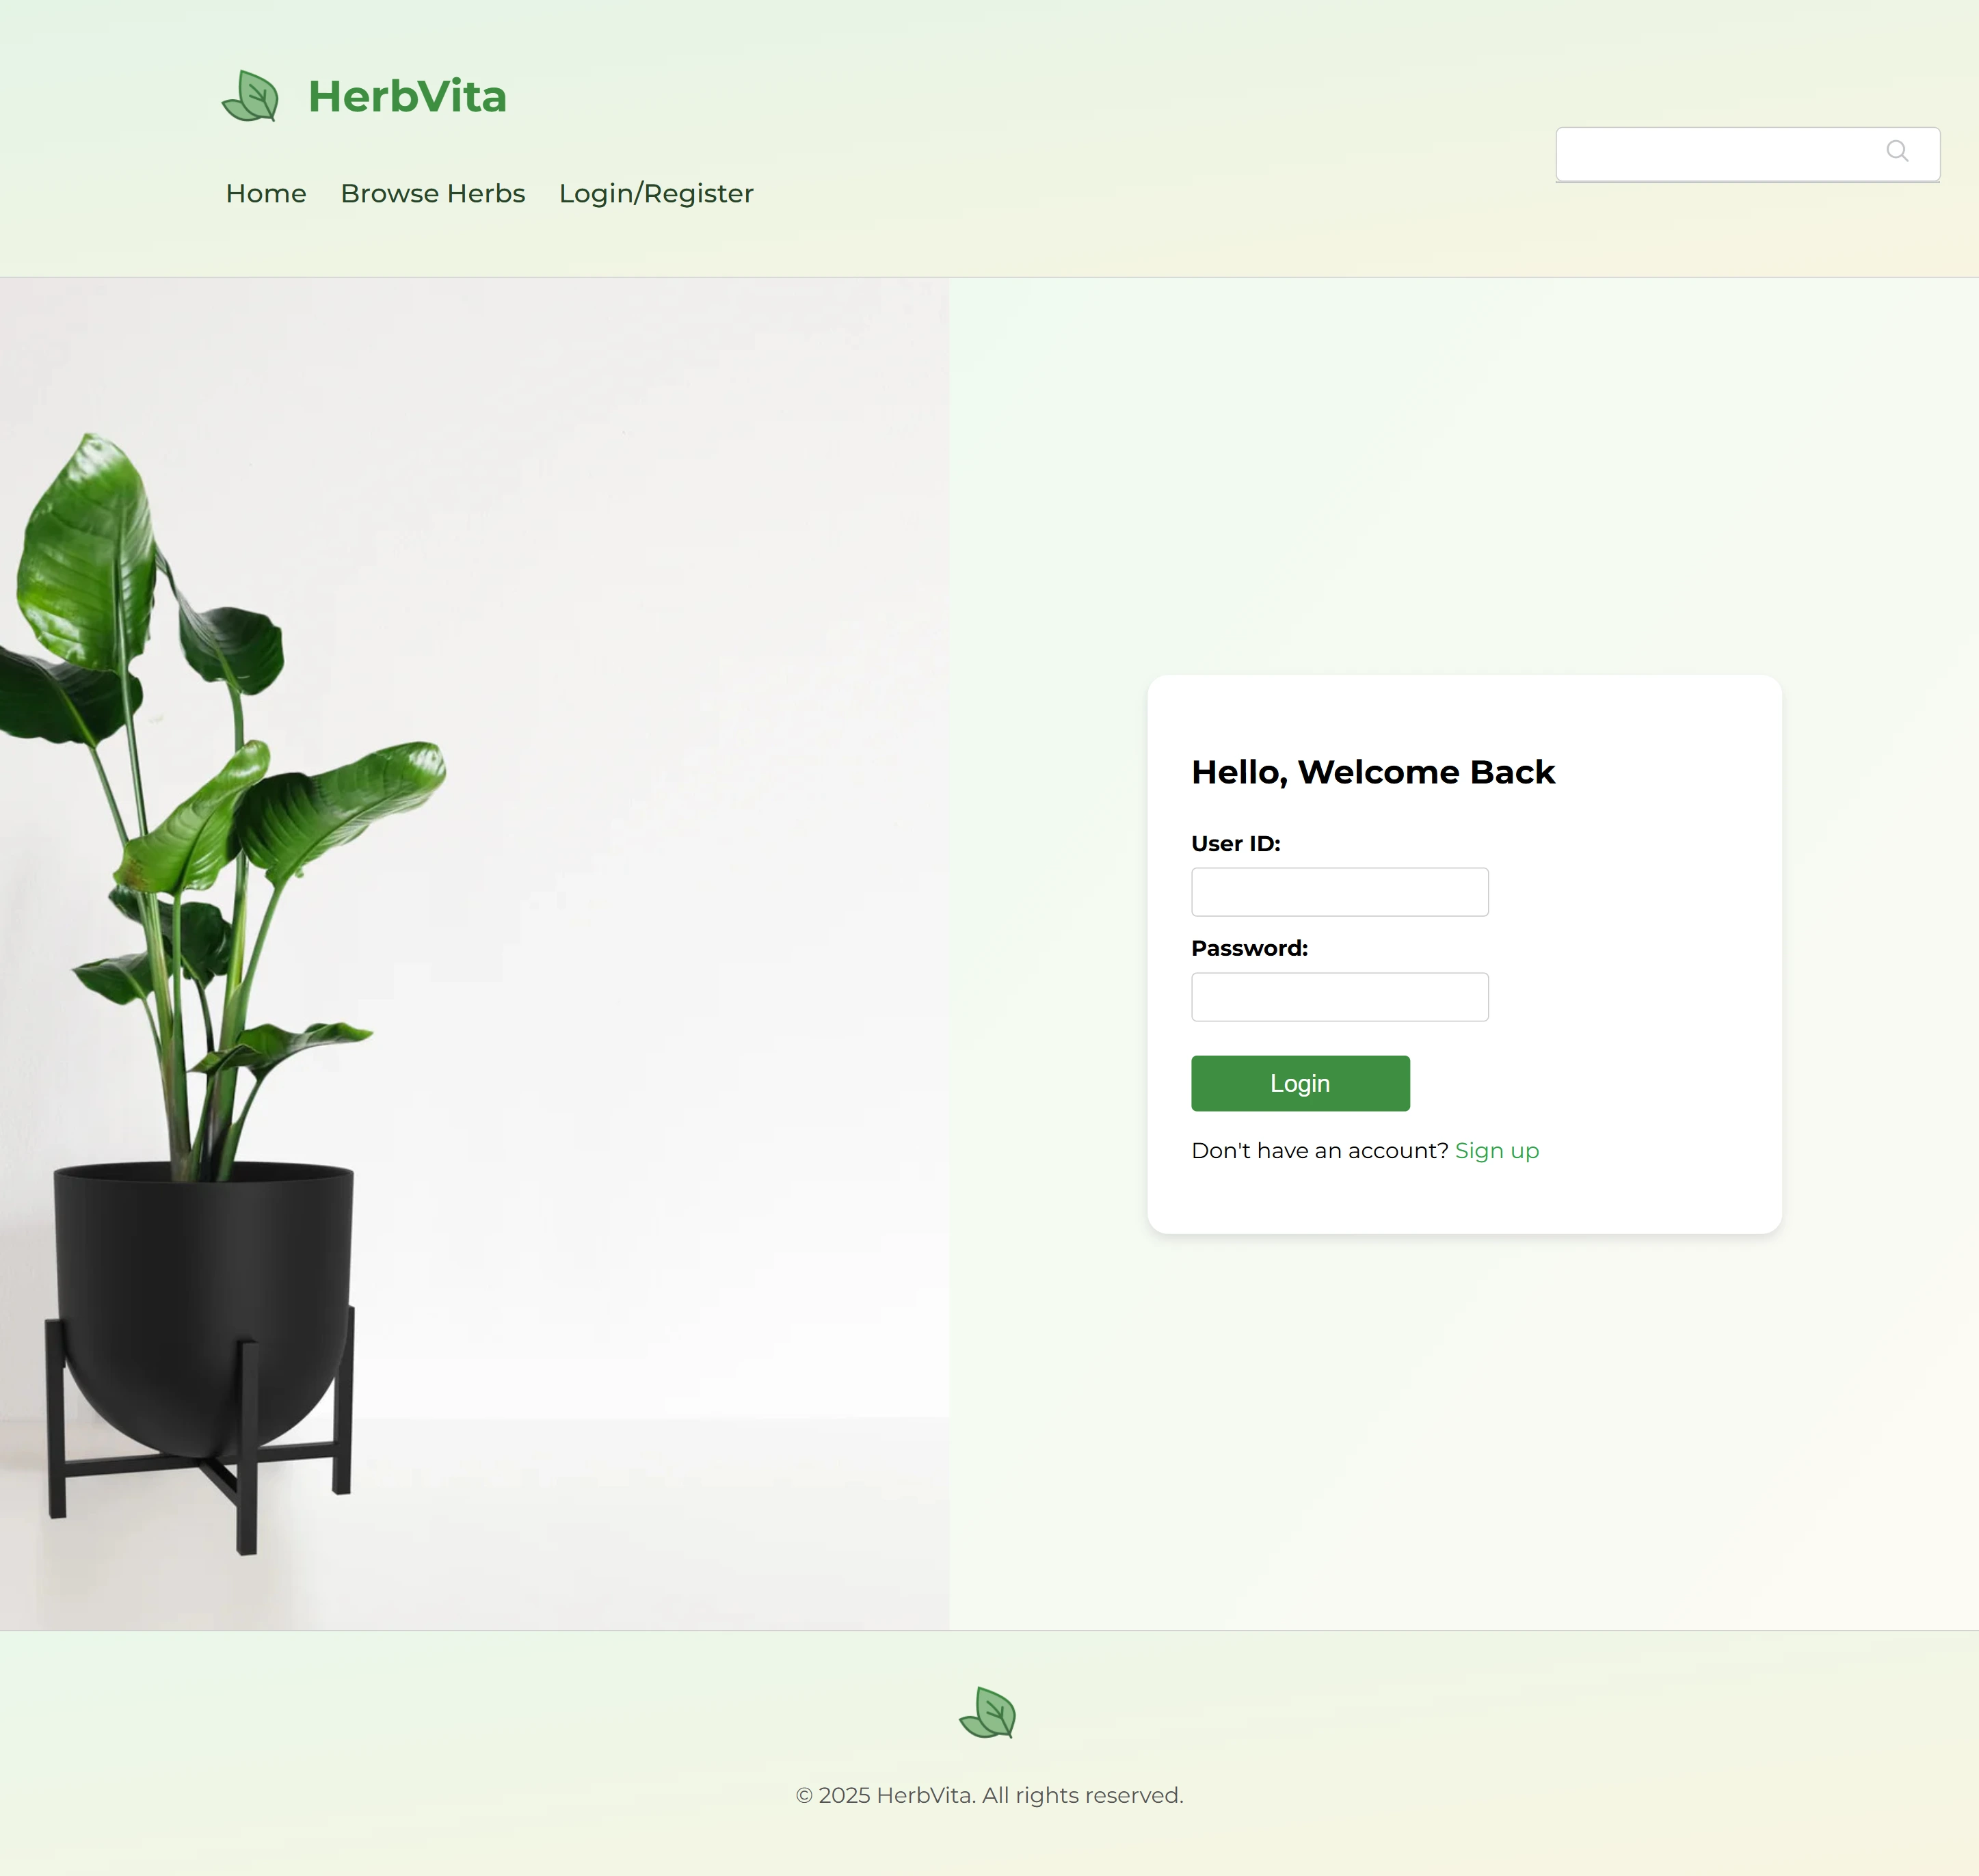 HerbVita
Home Browse Herbs Login/Register
Hello, Welcome Back
User ID:
Password:
Login
Don't have an account? Sign up
© 2025 HerbVita. All rights reserved.